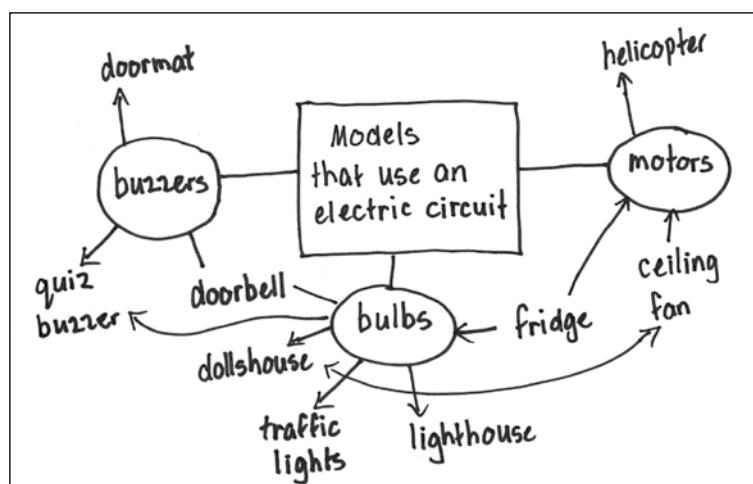 doormat
helicopter
Models
that use an
electric circuit
buzzers
motors
quiz
buzzer
doorbell
bulbs
fridge
ceiling
fan
dollshouse
traffic
lights
lighthouse